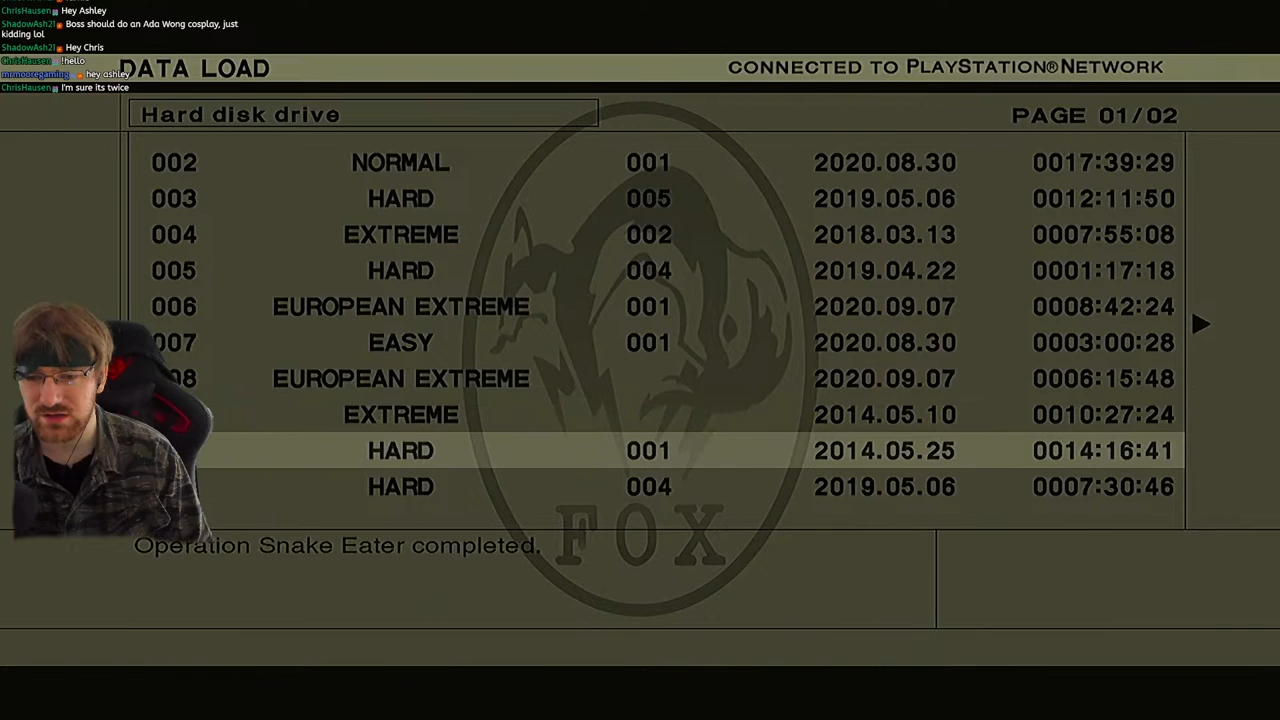 ChrisHausen Hey Ashley
ShadowAsh21 Boss should do an Ada Wong cosplay, just
kidding lol
ShadowAsh21 Hey Chris
ChrisHausen !hello
mrmooregaming hey ashley
ChrisHausen I'm sure its twice
DATA LOAD CONNECTED TO PLAYSTATION®NETWORK
Hard disk drive PAGE 01/02
002 NORMAL 001 2020.08.30 0017:39:29
003 HARD 005 2019.05.06 0012:11:50
004 EXTREME 002 2018.03.13 0007:55:08
005 HARD 004 2019.04.22 0001:17:18
006 EUROPEAN EXTREME 001 2020.09.07 0008:42:24
007 EASY 001 2020.08.30 0003:00:28
08 EUROPEAN EXTREME 2020.09.07 0006:15:48
EXTREME 2014.05.10 0010:27:24
HARD 001 2014.05.25 0014:16:41
HARD 004 2019.05.06 0007:30:46
Operation Snake Eater completed.
FOX